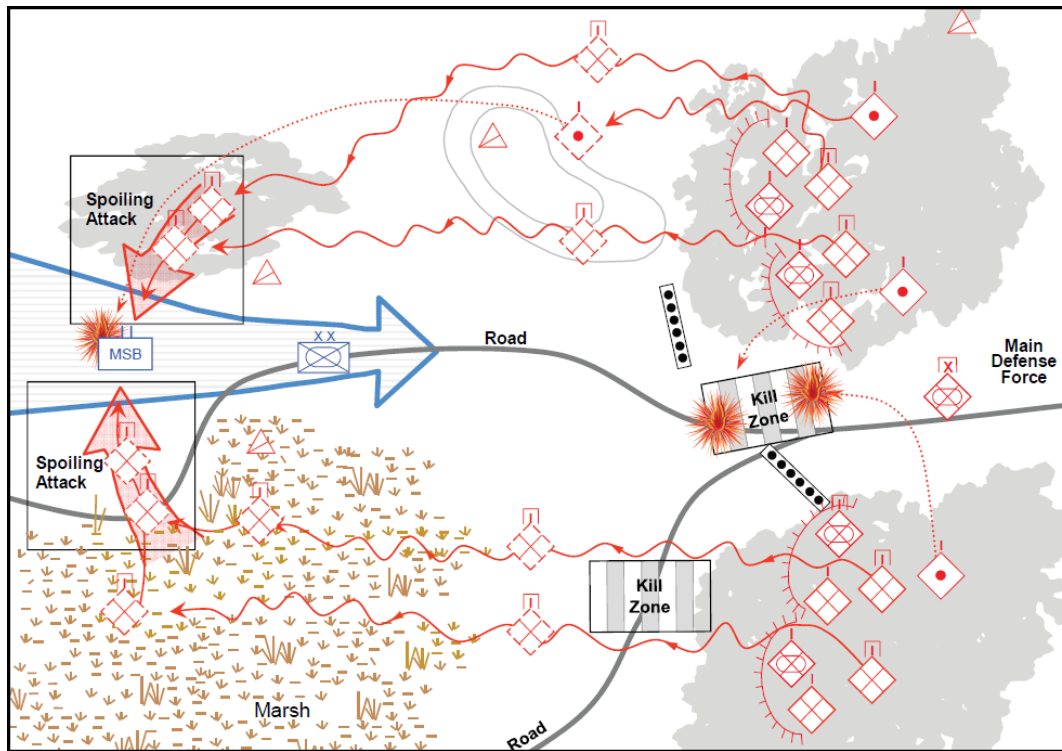 Spoiling
Attack
MSB
X X
Road
Kill
Zone
X
Main
Defense
Force
Spoiling
Attack
Kill
Zone
Marsh
Road